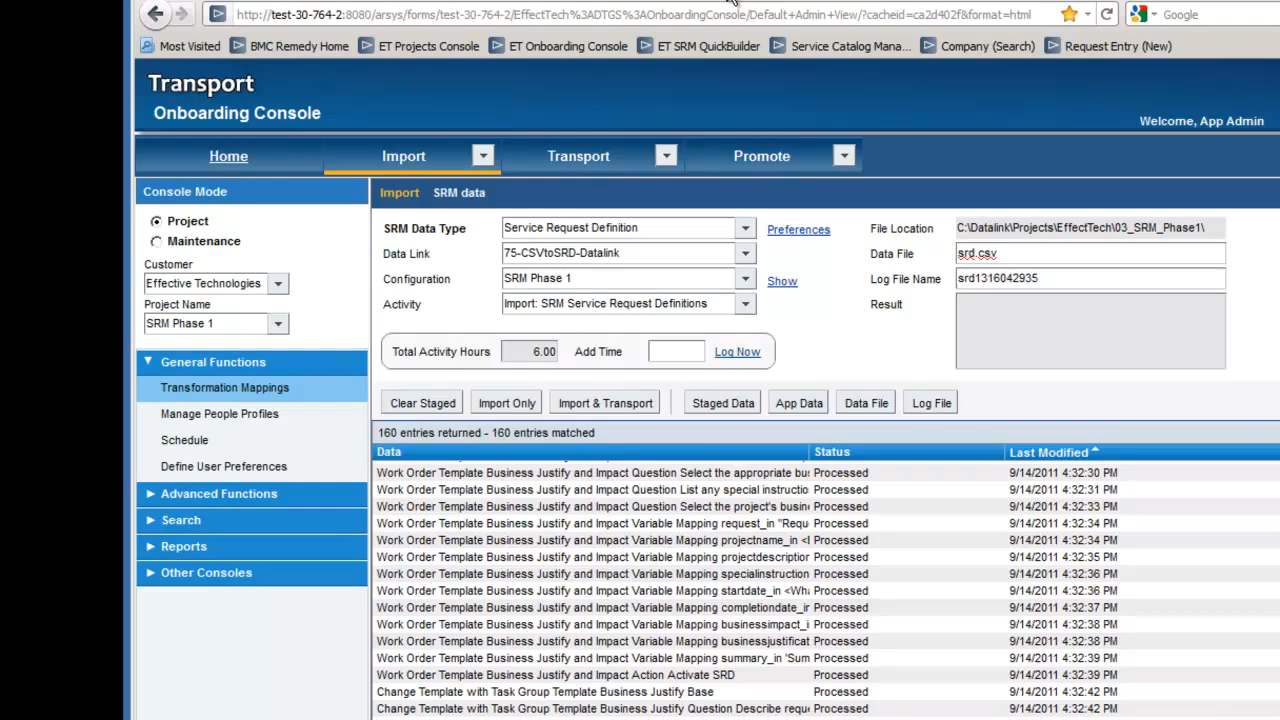 http://test-30-764-2:8080/arsys/forms/test-30-764-2/EffectTech%3ADTGS%3AOnboardingConsole/Default+Admin+View/?cacheid=ca2d402f&format=html
Google
Most Visited BMC Remedy Home ET Projects Console ET Onboarding Console ET SRM QuickBuilder Service Catalog Mana... Company (Search) Request Entry (New)
Transport
Onboarding Console
Welcome, App Admin
Home Import Transport Promote
Console Mode
Project
Maintenance
Customer
Effective Technologies
Project Name
SRM Phase 1
General Functions
Transformation Mappings
Manage People Profiles
Schedule
Define User Preferences
Advanced Functions
Search
Reports
Other Consoles
Import SRM data
SRM Data Type Service Request Definition Preferences File Location C:\Datalink\Projects\EffectTech\03_SRM_Phase1\
Data Link 75-CSVtoSRD-Datalink Data File srd.csv
Configuration SRM Phase 1 Show Log File Name srd1316042935
Activity Import: SRM Service Request Definitions Result
Total Activity Hours 6.00 Add Time Log Now
Clear Staged Import Only Import & Transport Staged Data App Data Data File Log File
160 entries returned - 160 entries matched
Data Status Last Modified
Work Order Template Business Justify and Impact Question Select the appropriate bu Processed 9/14/2011 4:32:30 PM
Work Order Template Business Justify and Impact Question List any special instructio Processed 9/14/2011 4:32:31 PM
Work Order Template Business Justify and Impact Question Select the project's busin Processed 9/14/2011 4:32:33 PM
Work Order Template Business Justify and Impact Variable Mapping request_in "Requ Processed 9/14/2011 4:32:34 PM
Work Order Template Business Justify and Impact Variable Mapping projectname_in < Processed 9/14/2011 4:32:34 PM
Work Order Template Business Justify and Impact Variable Mapping projectdescription Processed 9/14/2011 4:32:35 PM
Work Order Template Business Justify and Impact Variable Mapping specialinstruction Processed 9/14/2011 4:32:36 PM
Work Order Template Business Justify and Impact Variable Mapping startdate_in <Wha Processed 9/14/2011 4:32:36 PM
Work Order Template Business Justify and Impact Variable Mapping completiondate_in Processed 9/14/2011 4:32:37 PM
Work Order Template Business Justify and Impact Variable Mapping businessimpact_i Processed 9/14/2011 4:32:38 PM
Work Order Template Business Justify and Impact Variable Mapping businessjustificat Processed 9/14/2011 4:32:38 PM
Work Order Template Business Justify and Impact Variable Mapping summary_in 'Sum Processed 9/14/2011 4:32:39 PM
Work Order Template Business Justify and Impact Action Activate SRD Processed 9/14/2011 4:32:39 PM
Change Template with Task Group Template Business Justify Base Processed 9/14/2011 4:32:42 PM
Change Template with Task Group Template Business Justify Question Describe reque Processed 9/14/2011 4:32:42 PM